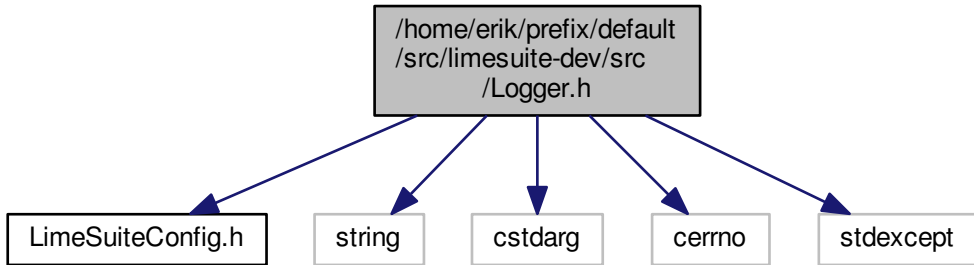 /home/erik/prefix/default
/src/limesuite-dev/src
/Logger.h
LimeSuiteConfig.h
string
cstdarg
cerrno
stdexcept